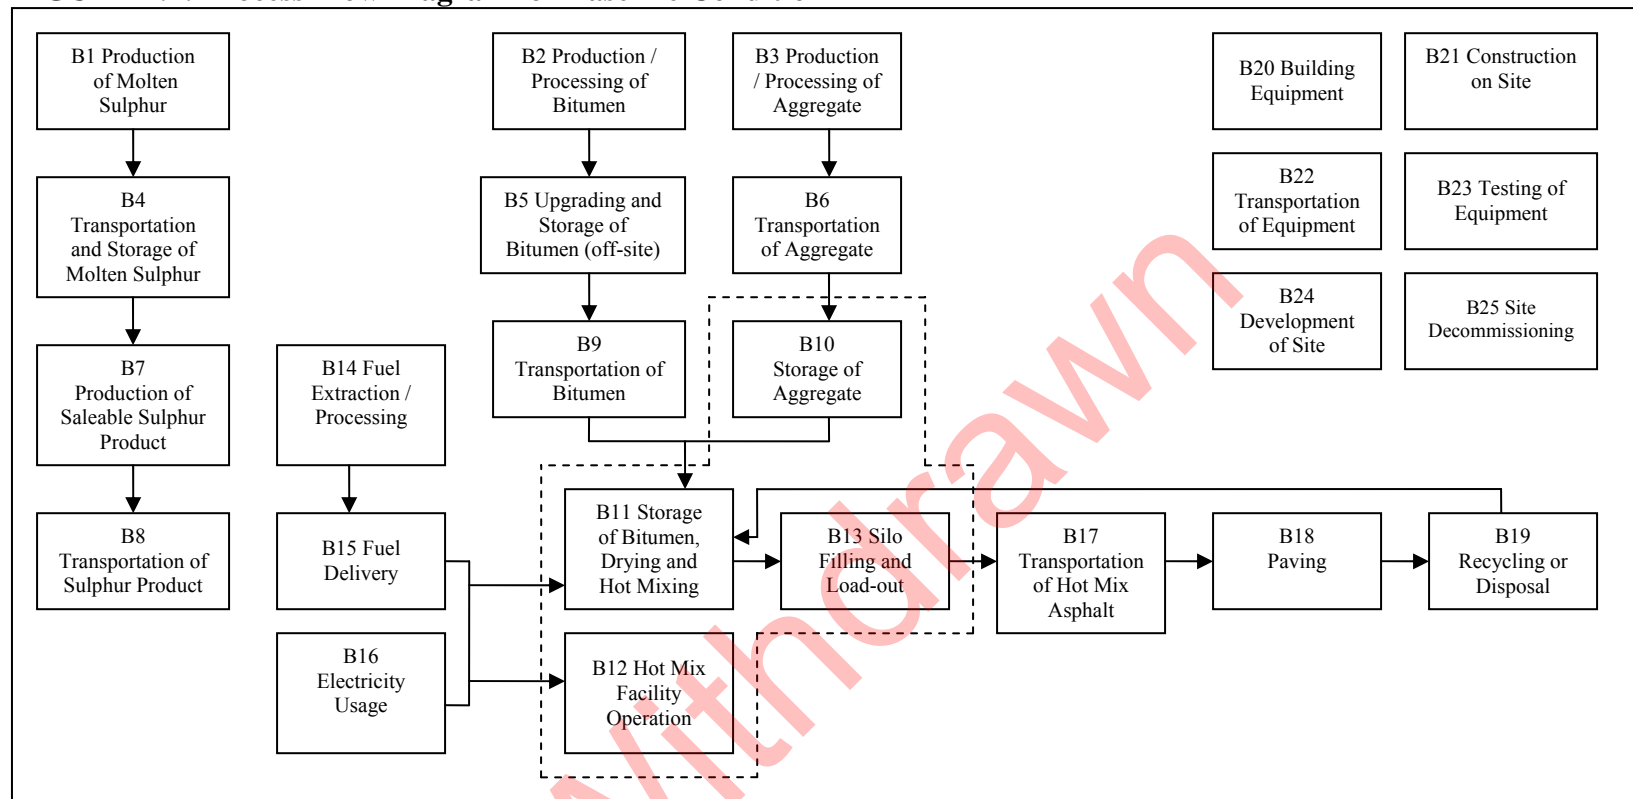 B1 Production
of Molten
Sulphur
B2 Production /
Processing of
Bitumen
B3 Production
/ Processing of
Aggregate
B20 Building
Equipment
B21 Construction
on Site
B4
Transportation
and Storage of
Molten Sulphur
B5 Upgrading and
Storage of
Bitumen (off-site)
B6
Transportation
of Aggregate
B22
Transportation
of Equipment
B23 Testing of
Equipment
B7
Production of
Saleable Sulphur
Product
B14 Fuel
Extraction /
Processing
B9
Transportation of
Bitumen
B10
Storage of
Aggregate
B24
Development
of Site
B25 Site
Decommissioning
B8
Transportation of
Sulphur Product
B15 Fuel
Delivery
B11 Storage
of Bitumen,
Drying and
Hot Mixing
B13 Silo
Filling and
Load-out
B17
Transportation
of Hot Mix
Asphalt
B18
Paving
B19
Recycling or
Disposal
B16
Electricity
Usage
B12 Hot Mix
Facility
Operation
Withdrawn